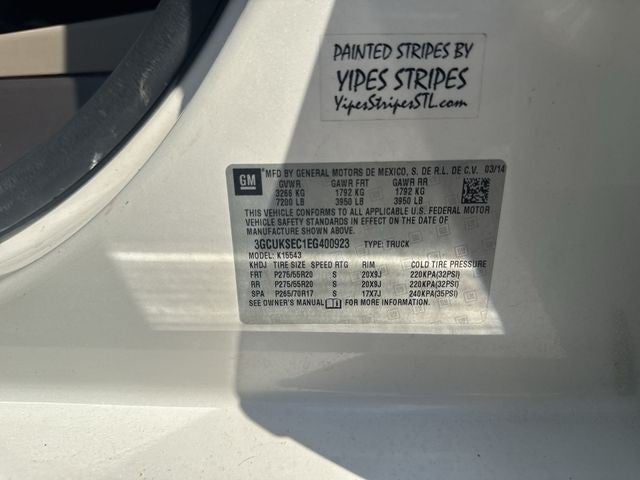 PAINTED STRIPES BY
YIPES STRIPES
YipesStripesSTL.com
GM
MFD BY GENERAL MOTORS DE MEXICO, S. DE R.L. DE C.V. 03/14
GVWR GAWR FRT GAWR RR
3266 KG 1792 KG 1792 KG
7200 LB 3950 LB 3950 LB
THIS VEHICLE CONFORMS TO ALL APPLICABLE U.S. FEDERAL MOTOR
VEHICLE SAFETY, BUMPER, AND THEFT PREVENTION STANDARDS IN
EFFECT ON THE DATE OF
MANUFACTURE SHOWN ABOVE.
3GCUKSEC1EG400923 TYPE: TRUCK
MODEL: K15543
KHDJ TIRE SIZE SPEED RTG RIM COLD TIRE PRESSURE
FRT P275/55R20 S 20X9J 220KPA(32PSI)
RR P275/55R20 S 20X9J 220KPA(32PSI)
SPA P265/70R17 S 17X7J 240KPA(35PSI)
SEE OWNER'S MANUAL FOR MORE INFORMATION.